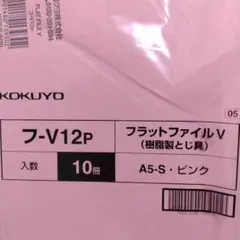 KOKUYO
05
フ-V12P
フラットファイルV
(樹脂製とじ具)
入数
10冊
A5-S・ピンク